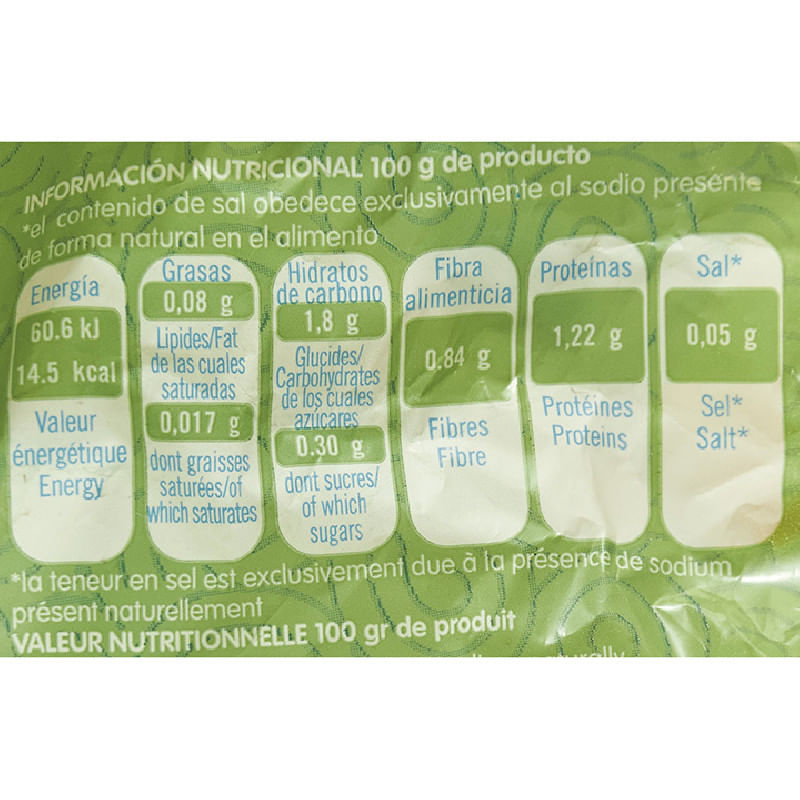 INFORMACIÓN NUTRICIONAL 100 g de producto
*el contenido de sal obedece exclusivamente al sodio presente
de forma natural en el alimento
Energía
60.6 kJ
14.5 kcal
Valeur
énergétique
Energy
Grasas
0,08 g
Lipides/Fat
de las cuales
saturadas
0,017 g
dont graisses
saturées/of
which saturates
Hidratos
de carbono
1,8 g
Glucides/
Carbohydrates
de los cuales
azúcares
0.30 g
dont sucres/
of which
sugars
Fibra
alimenticia
0.84 g
Fibres
Fibre
Proteínas
1,22 g
Protéines
Proteins
Sal*
0,05 g
Sel*
Salt*
*la teneur en sel est exclusivement due à la présence de sodium
présent naturellement
VALEUR NUTRITIONNELLE 100 gr de produit